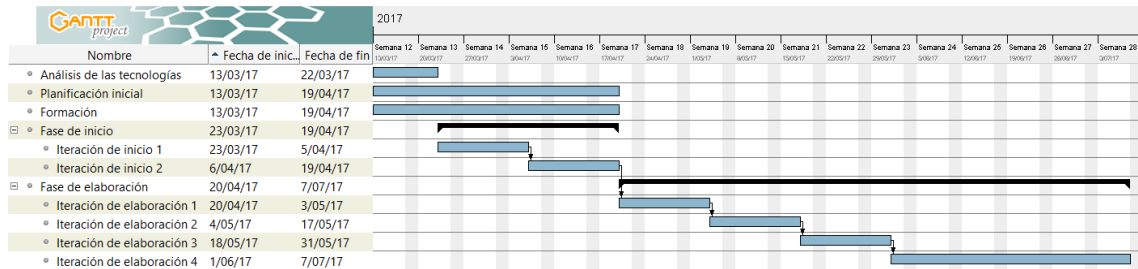 GANTT project
2017
Semana 12 Semana 13 Semana 14 Semana 15 Semana 16 Semana 17 Semana 18 Semana 19 Semana 20 Semana 21 Semana 22 Semana 23 Semana 24 Semana 25 Semana 26 Semana 27 Semana 28
13/03/17 20/03/17 27/03/17 3/04/17 10/04/17 17/04/17 24/04/17 1/05/17 8/05/17 15/05/17 22/05/17 29/05/17 5/06/17 12/06/17 19/06/17 26/06/17 3/07/17
Nombre Fecha de inic... Fecha de fin
Análisis de las tecnologías 13/03/17 22/03/17
Planificación inicial 13/03/17 19/04/17
Formación 13/03/17 19/04/17
Fase de inicio 23/03/17 19/04/17
Iteración de inicio 1 23/03/17 5/04/17
Iteración de inicio 2 6/04/17 19/04/17
Fase de elaboración 20/04/17 7/07/17
Iteración de elaboración 1 20/04/17 3/05/17
Iteración de elaboración 2 4/05/17 17/05/17
Iteración de elaboración 3 18/05/17 31/05/17
Iteración de elaboración 4 1/06/17 7/07/17